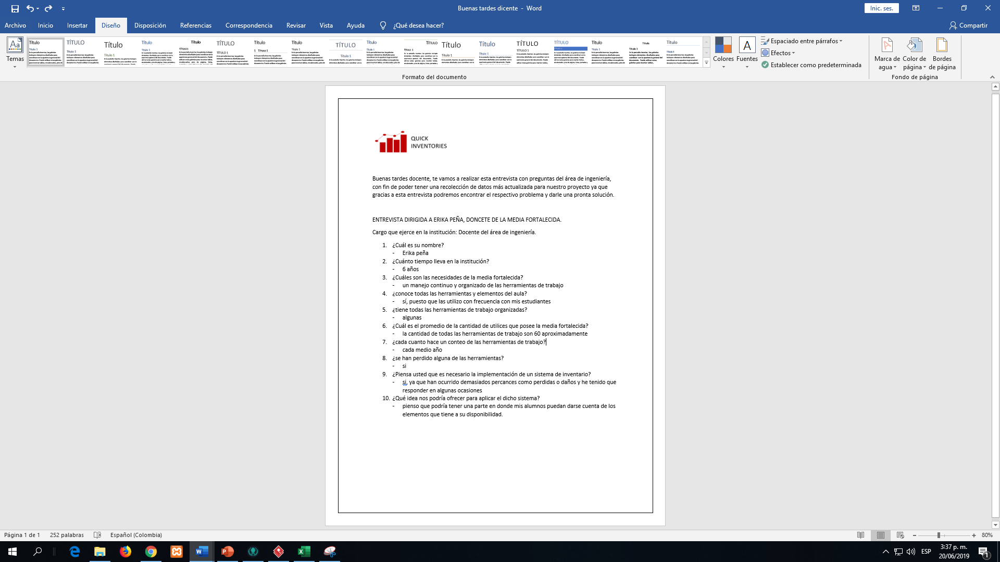 Buenas tardes dicente - Word
Inic. ses.
Archivo Inicio Insertar Diseño Disposición Referencias Correspondencia Revisar Vista Ayuda ¿Qué desea hacer? Compartir
Temas
Título TÍTULO Título Título Título TÍTULO Título Título TÍTULO Título Título Título Título TÍTULO TÍTULO Título Título Título
Colores
Fuentes
Espaciado entre párrafos
Efectos
Establecer como predeterminada
Marca de agua
Color de página
Bordes de página
Formato del documento
Fondo de página
QUICK
INVENTORIES
Buenas tardes docente, te vamos a realizar esta entrevista con preguntas del área de ingeniería,
con fin de poder tener una recolección de datos más actualizada para nuestro proyecto ya que
gracias a esta entrevista podremos encontrar el respectivo problema y darle una pronta solución.
ENTREVISTA DIRIGIDA A ERIKA PEÑA, DONCETE DE LA MEDIA FORTALECIDA.
Cargo que ejerce en la institución: Docente del área de ingeniería.
1. ¿Cuál es su nombre?
- Erika peña
2. ¿Cuánto tiempo lleva en la institución?
- 6 años
3. ¿Cuáles son las necesidades de la media fortalecida?
- un manejo continuo y organizado de las herramientas de trabajo
4. ¿conoce todas las herramientas y elementos del aula?
- sí, puesto que las utilizo con frecuencia con mis estudiantes
5. ¿tiene todas las herramientas de trabajo organizadas?
- algunas
6. ¿Cuál es el promedio de la cantidad de utilices que posee la media fortalecida?
- la cantidad de todas las herramientas de trabajo son 60 aproximadamente
7. ¿cada cuanto hace un conteo de las herramientas de trabajo?
- cada medio año
8. ¿se han perdido alguna de las herramientas?
- si
9. ¿Piensa usted que es necesario la implementación de un sistema de inventario?
- si, ya que han ocurrido demasiados percances como perdidas o daños y he tenido que
responder en algunas ocasiones
10. ¿Qué idea nos podría ofrecer para aplicar el dicho sistema?
- pienso que podría tener una parte en donde mis alumnos puedan darse cuenta de los
elementos que tiene a su disponibilidad.
Página 1 de 1 252 palabras Español (Colombia) 80%
ESP
3:37 p. m.
20/06/2019
1